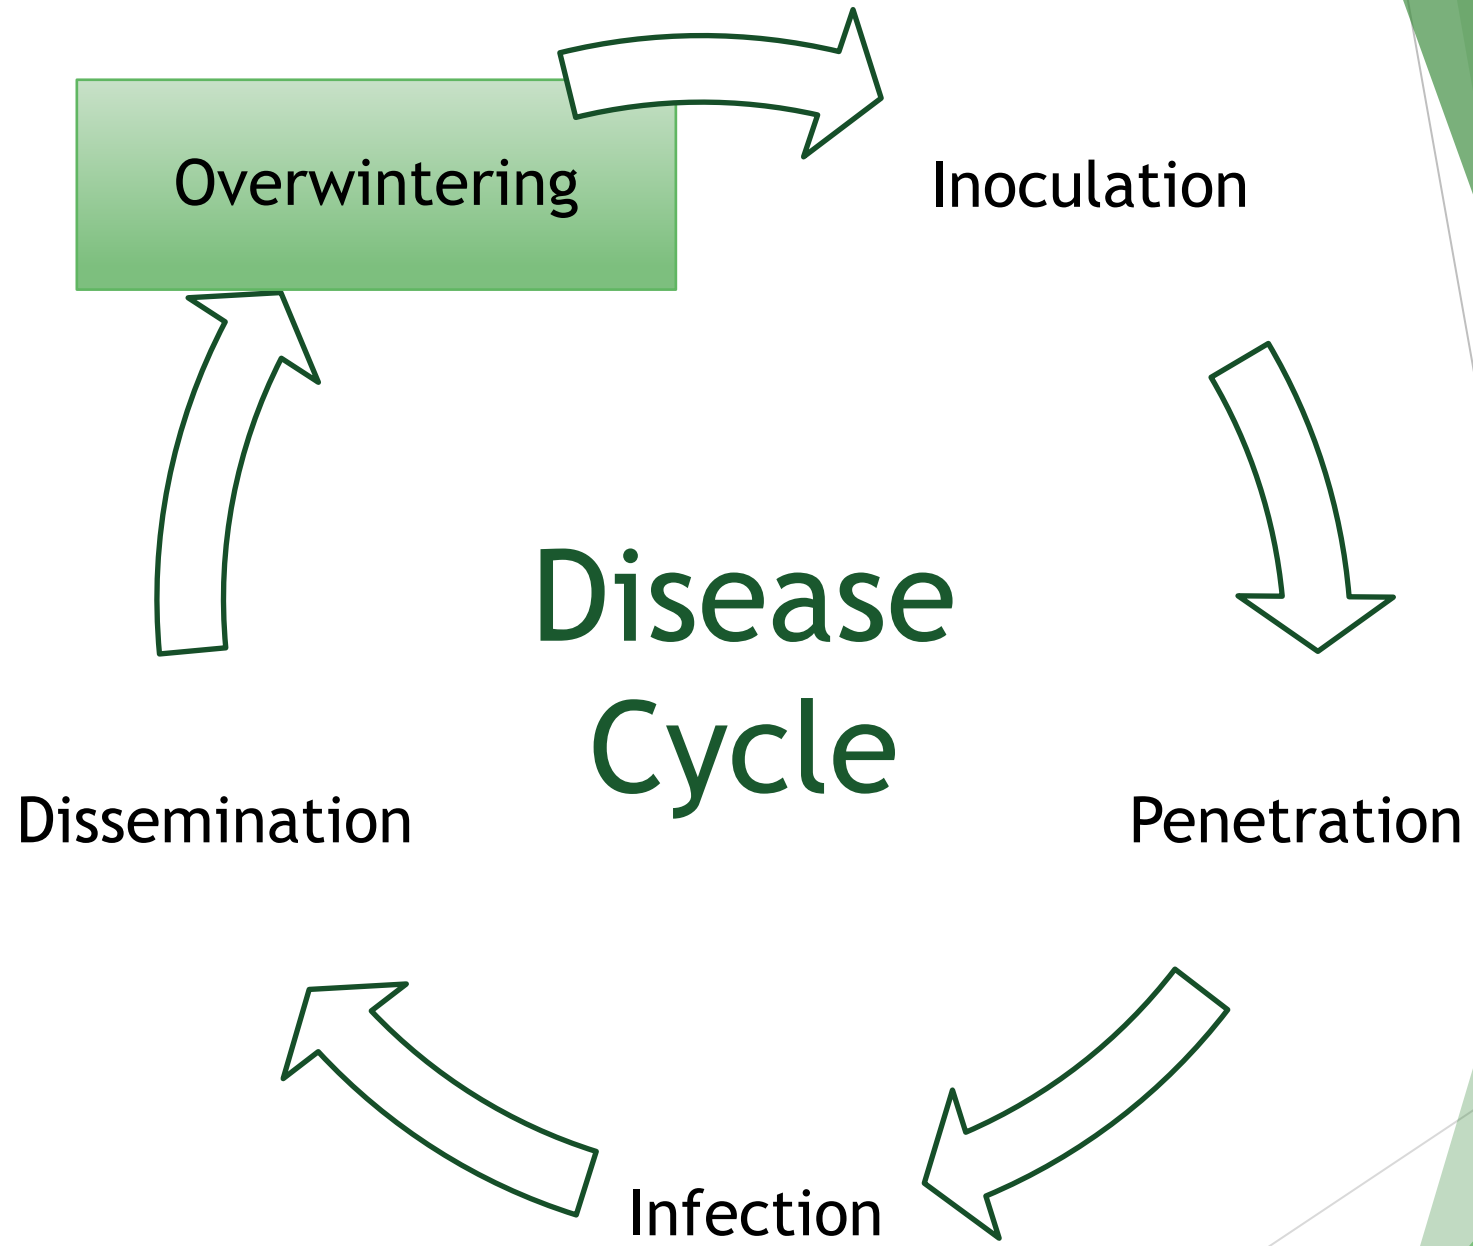 Overwintering
Inoculation
Disease
Cycle
Dissemination
Penetration
Infection